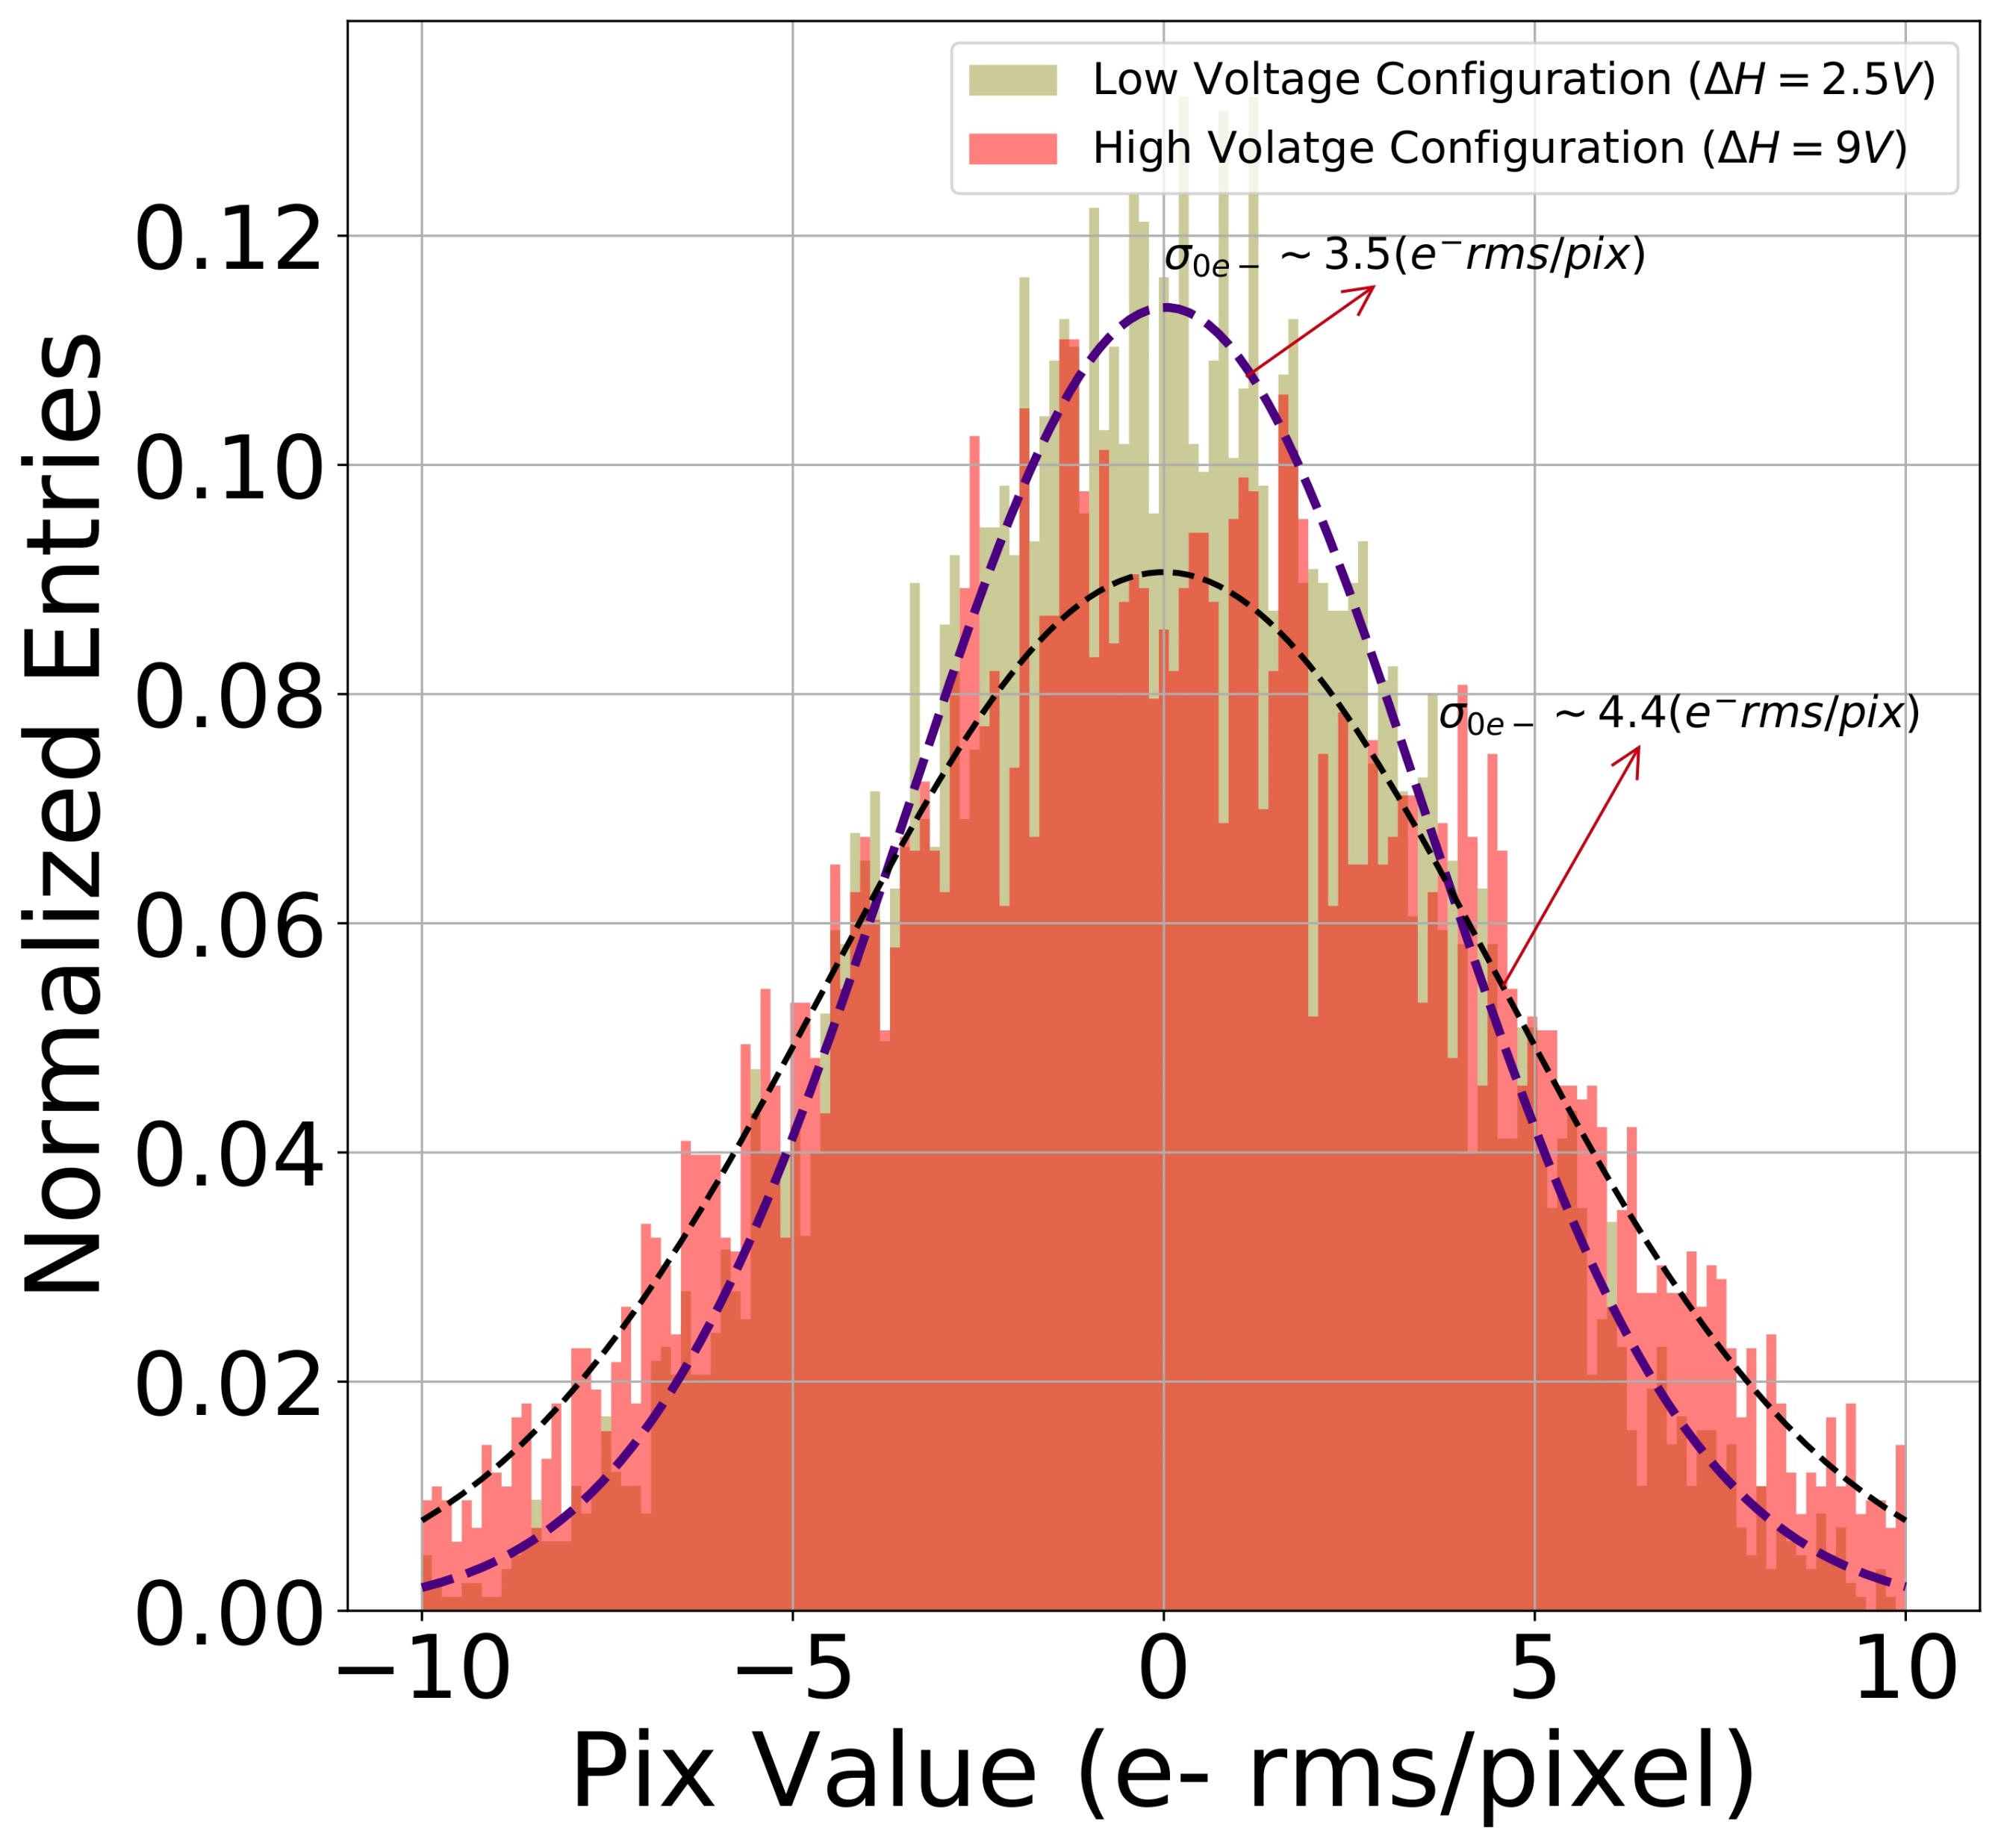 Low Voltage Configuration (ΔH = 2.5V)
High Volatge Configuration (ΔH = 9V)
σ₀ₑ₋ ~ 3.5(e⁻rms/pix)
σ₀ₑ₋ ~ 4.4(e⁻rms/pix)
Normalized Entries
0.12
0.10
0.08
0.06
0.04
0.02
0.00
−10 −5 0 5 10
Pix Value (e- rms/pixel)